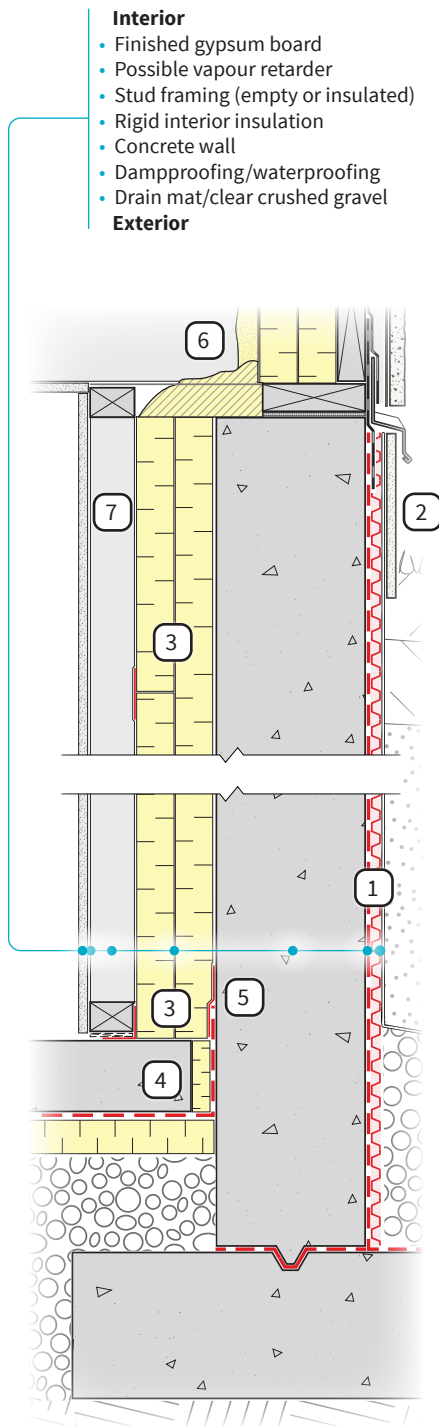 Interior
• Finished gypsum board
• Possible vapour retarder
• Stud framing (empty or insulated)
• Rigid interior insulation
• Concrete wall
• Dampproofing/waterproofing
• Drain mat/clear crushed gravel
Exterior
6
7
2
3
1
3
5
4